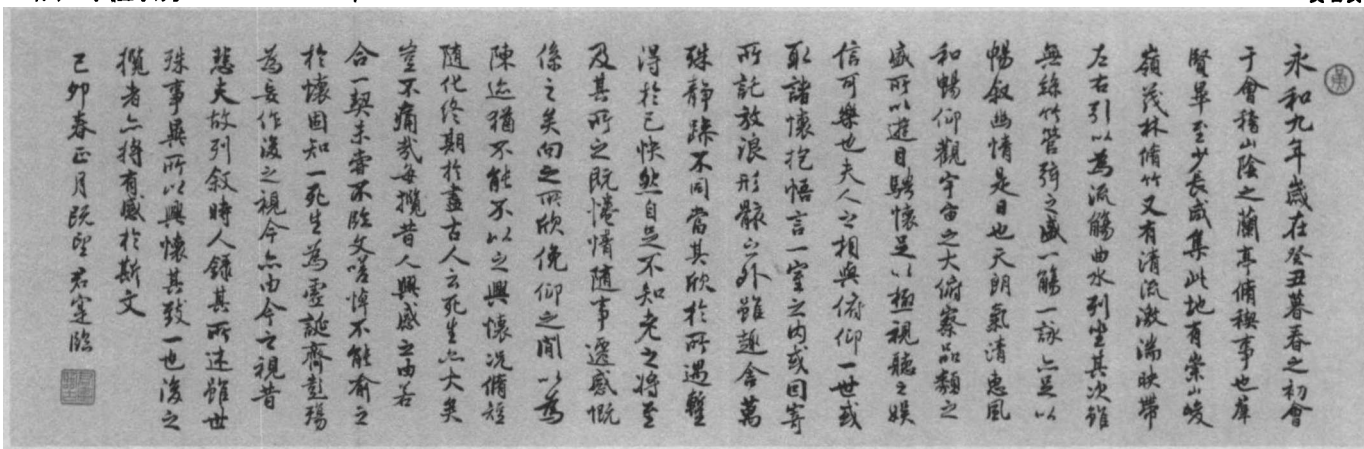 永和九年歲在癸丑暮春之初會
于會稽山陰之蘭亭脩稧事也羣
賢畢至少長咸集此地有崇山峻
嶺茂林脩竹又有清流激湍映帶
左右引以為流觴曲水列坐其次雖
無絲竹管弦之盛一觴一詠亦足以
暢叙幽情是日也天朗氣清惠風
和暢仰觀宇宙之大俯察品類之
盛所以遊目騁懷足以極視聽之娛
信可樂也夫人之相與俯仰一世或
取諸懷抱悟言一室之内或因寄
所託放浪形骸之外雖趣舍萬
殊靜躁不同當其欣於所遇暫
得於己怏然自足不知老之將至
及其所之既惓情隨事遷感慨
係之矣向之所欣俛仰之閒以為
陳迹猶不能不以之興懷況脩短
隨化終期於盡古人云死生亦大矣
豈不痛哉每攬昔人興感之由若
合一契未嘗不臨文嗟悼不能喻之
於懷固知一死生為虛誕齊彭殤
為妄作後之視今亦由今之視昔
悲夫故列叙時人錄其所述雖世
殊事異所以興懷其致一也後之
攬者亦將有感於斯文
己卯春正月既望君定臨